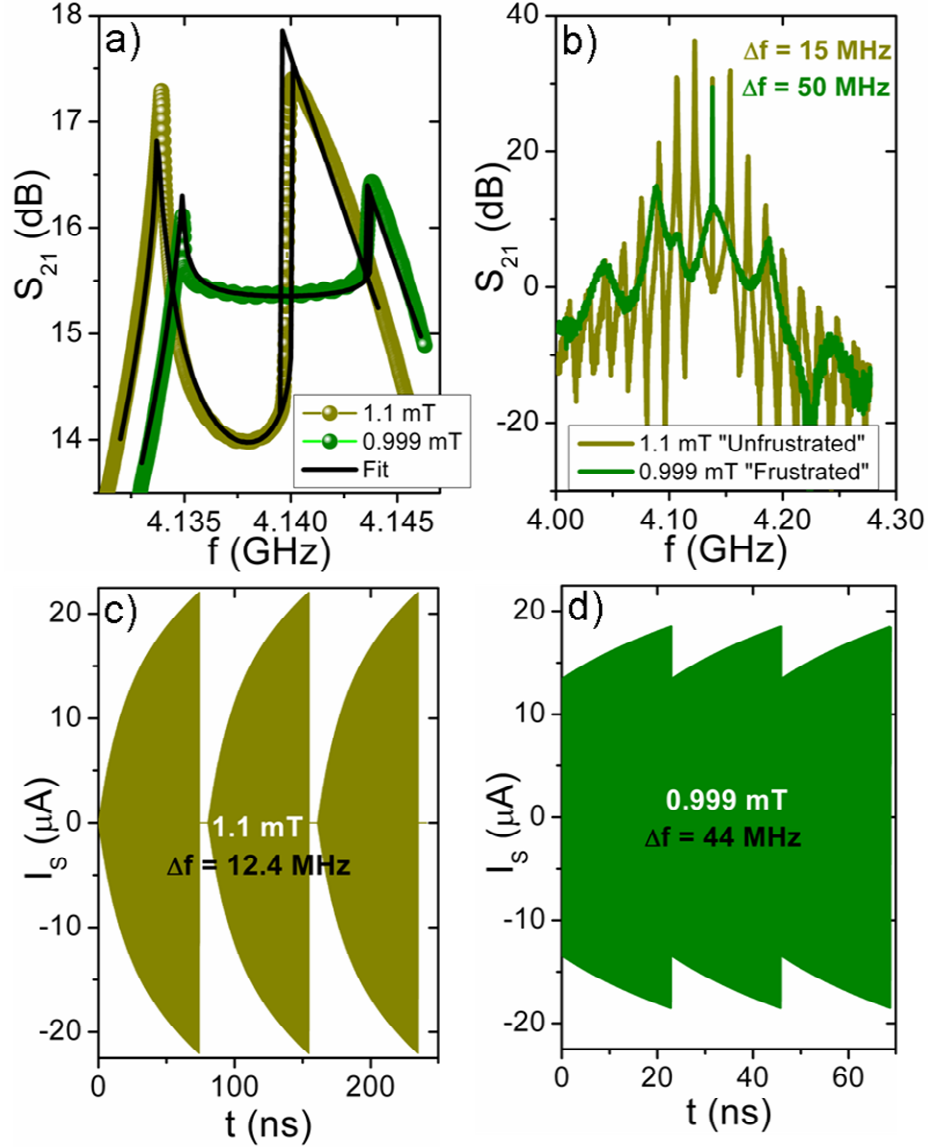 a)
18
17
16
15
14
S21 (dB)
1.1 mT
0.999 mT
Fit
4.135 4.140 4.145
f (GHz)
b)
Δf = 15 MHz
Δf = 50 MHz
40
20
0
-20
S21 (dB)
1.1 mT "Unfrustrated"
0.999 mT "Frustrated"
4.00 4.10 4.20 4.30
f (GHz)
c)
20
10
0
-10
-20
IS (μA)
1.1 mT
Δf = 12.4 MHz
0 100 200
t (ns)
d)
20
10
0
-10
-20
IS (μA)
0.999 mT
Δf = 44 MHz
0 20 40 60
t (ns)